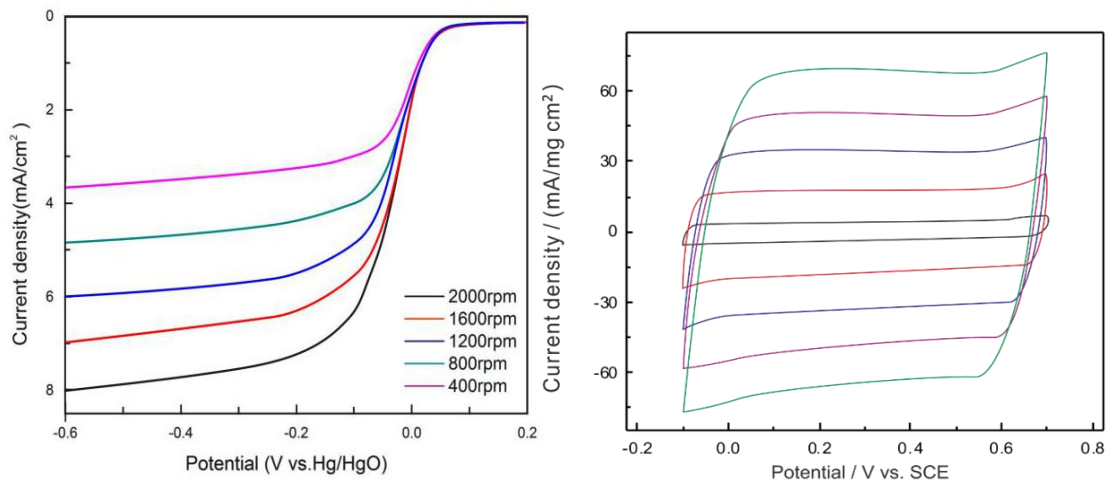 0
2
4
6
8
Current density(mA/cm²)
2000rpm
1600rpm
1200rpm
800rpm
400rpm
-0.6
-0.4
-0.2
0.0
0.2
Potential (V vs.Hg/HgO)
60
30
0
-30
-60
Current density / (mA/mg cm²)
-0.2
0.0
0.2
0.4
0.6
0.8
Potential / V vs. SCE